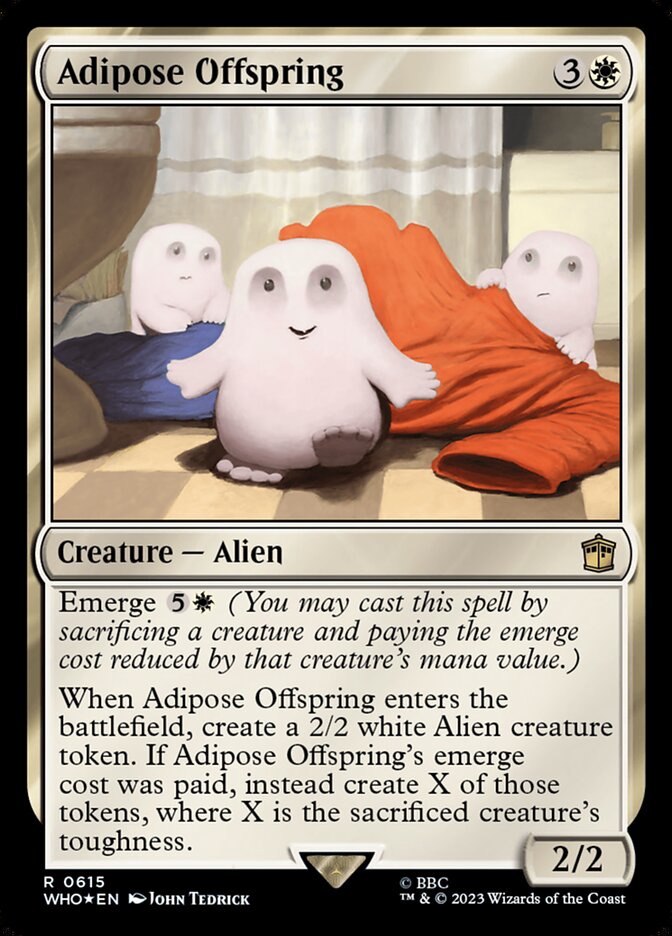 Adipose Offspring 3
Creature — Alien
Emerge 5 (You may cast this spell by
sacrificing a creature and paying the emerge
cost reduced by that creature's mana value.)
When Adipose Offspring enters the
battlefield, create a 2/2 white Alien creature
token. If Adipose Offspring's emerge
cost was paid, instead create X of those
tokens, where X is the sacrificed creature's
toughness.
2/2
R 0615
WHO★EN John Tedrick
© BBC
™ & © 2023 Wizards of the Coast